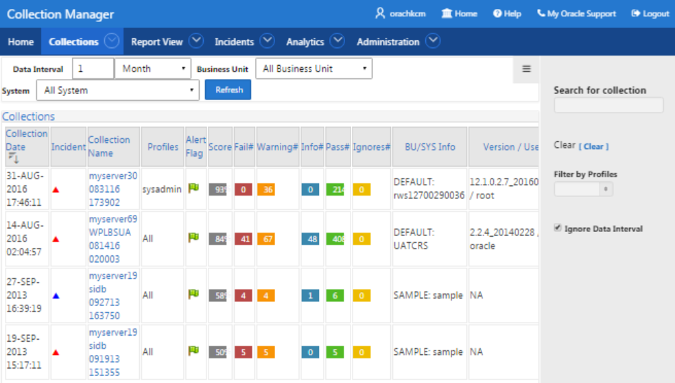 Collection Manager
orachkcm Home Help My Oracle Support Logout
Home Collections Report View Incidents Analytics Administration
Data Interval 1 Month Business Unit All Business Unit
System All System Refresh
Search for collection
Collections
Clear [ Clear ]
Filter by Profiles
Ignore Data Interval
Collection Date Incident Collection Name Profiles Alert Flag Score Fail# Warning# Info# Pass# Ignores# BU/SYS Info Version / Use
31-AUG-2016 17:46:11 myserver30 083116 173902 sysadmin 0 36 0 0 DEFAULT: rws12700290036 12.1.0.2.7_20160 / root
14-AUG-2016 02:04:57 myserver69 WPLBSUA 081416 020003 All 41 67 48 0 DEFAULT: UATCRS 2.2.4_20140228 , oracle
27-SEP-2013 16:39:19 myserver19 sidb 092713 163750 All 4 4 1 6 0 SAMPLE: sample NA
19-SEP-2013 15:17:11 myserver19 sidb 091913 151355 All 5 5 0 5 0 SAMPLE: sample NA